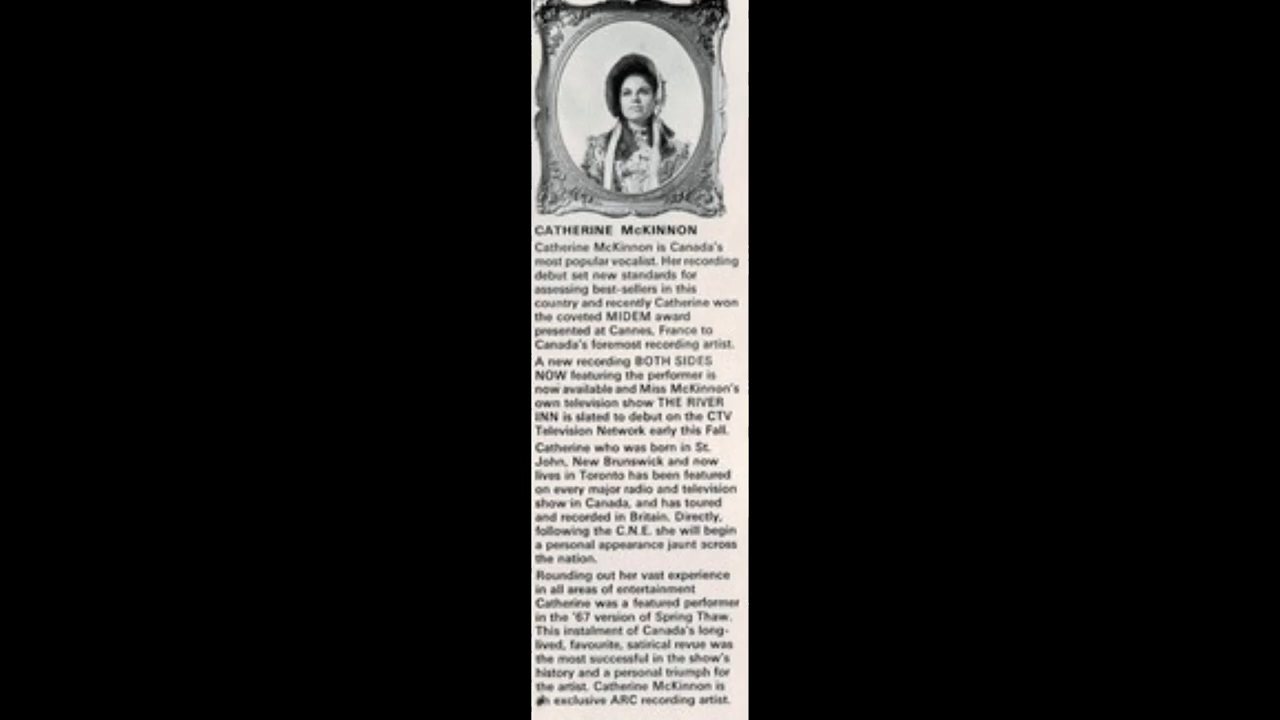 CATHERINE McKINNON
Catherine McKinnon is Canada's
most popular vocalist. Her recording
debut set new standards for
assessing best-sellers in this
country and recently Catherine won
the coveted MIDEM award
presented at Cannes, France to
Canada's foremost recording artist.
A new recording BOTH SIDES
NOW featuring the performer is
now available and Miss McKinnon's
own television show THE RIVER
INN is slated to debut on the CTV
Television Network early this Fall.
Catherine who was born in St.
John, New Brunswick and now
lives in Toronto has been featured
on every major radio and television
show in Canada, and has toured
and recorded in Britain. Directly,
following the C.N.E. she will begin
a personal appearance jaunt across
the nation.
Rounding out her vast experience
in all areas of entertainment
Catherine was a featured performer
in the '67 version of Spring Thaw.
This instalment of Canada's long-
lived, favourite, satirical revue was
the most successful in the show's
history and a personal triumph for
the artist. Catherine McKinnon is
an exclusive ARC recording artist.